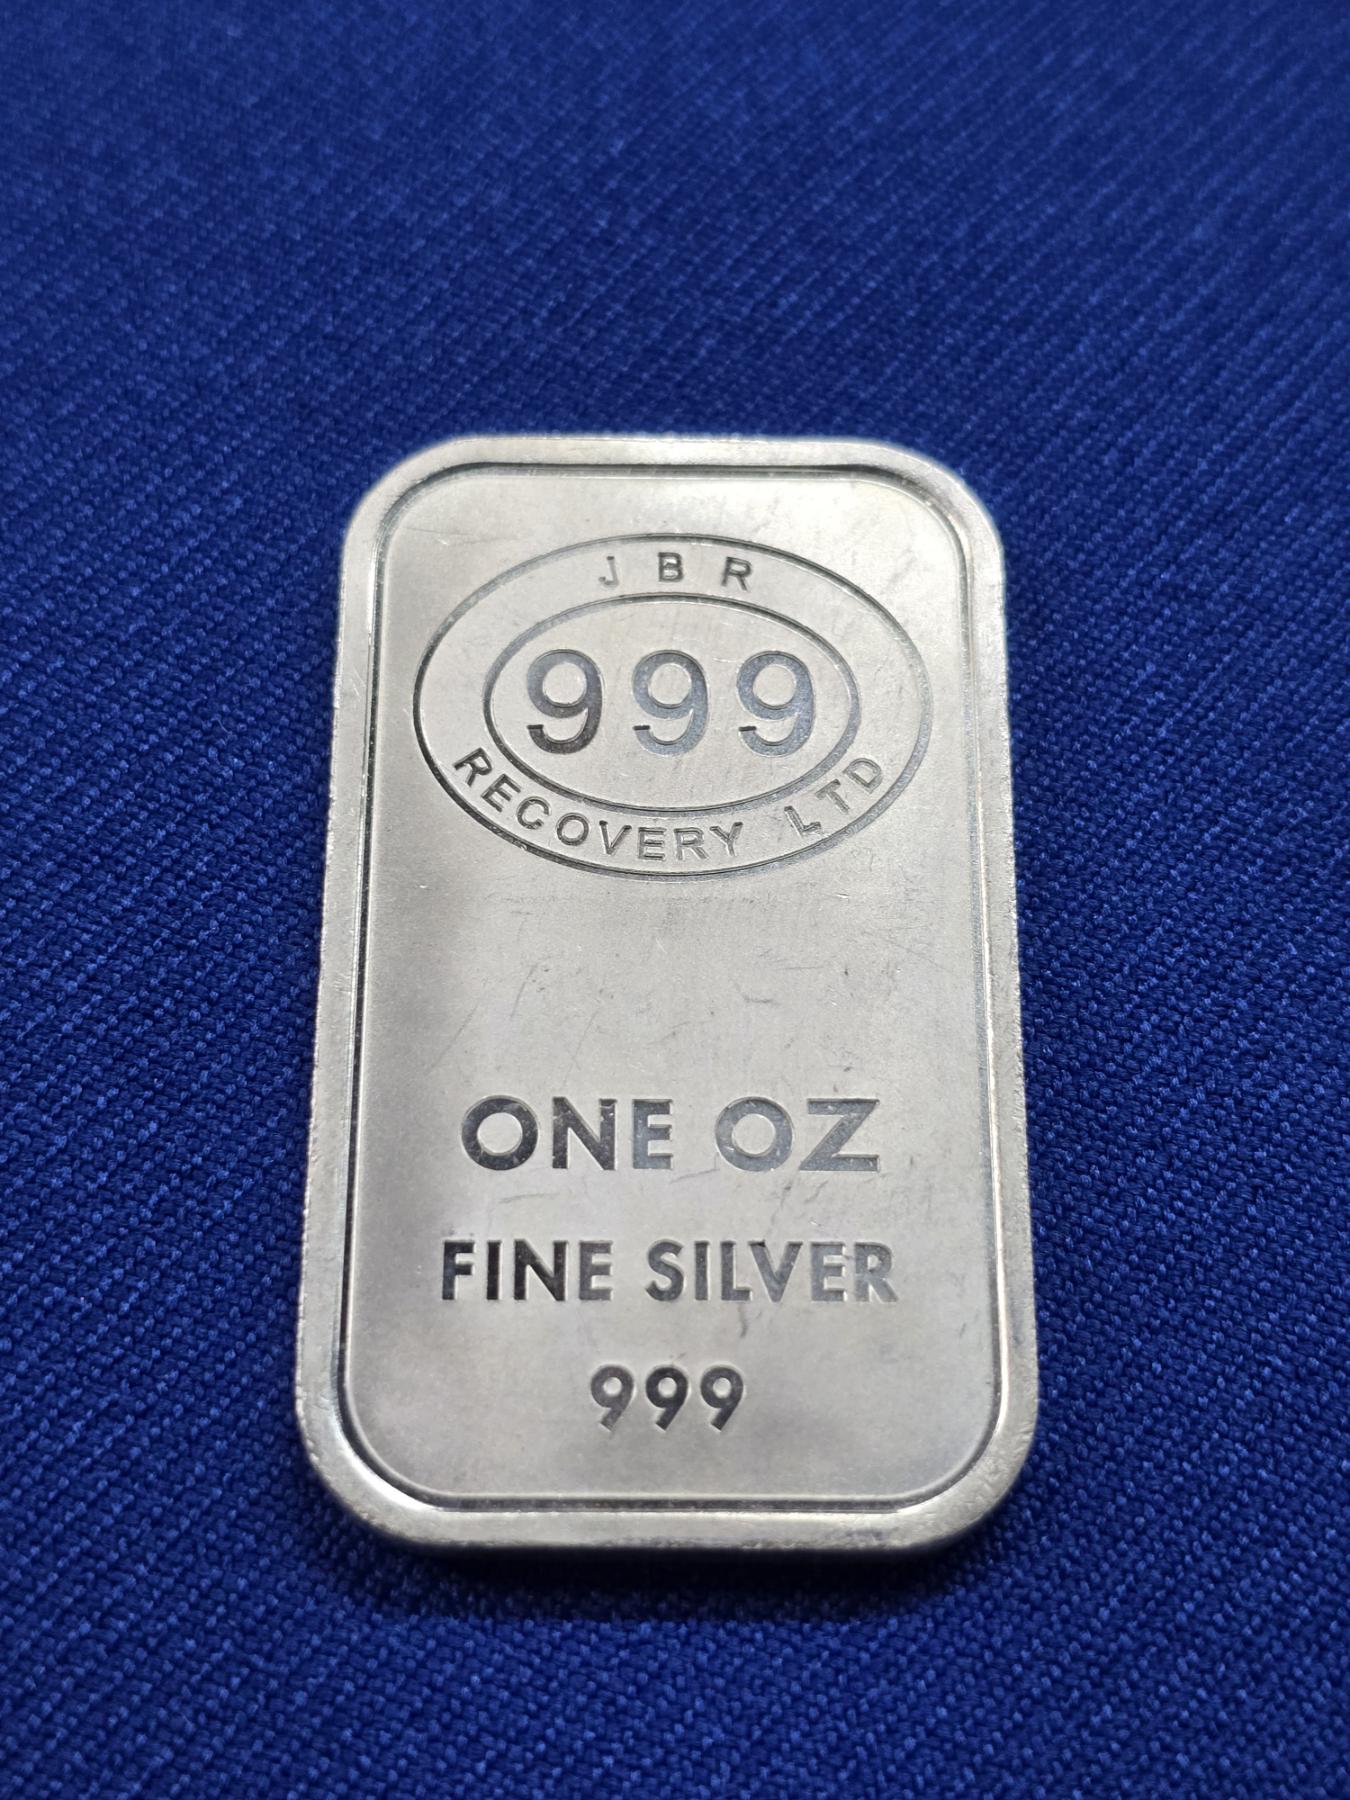 JBR
999
RECOVERY LTD
ONE OZ
FINE SILVER
999